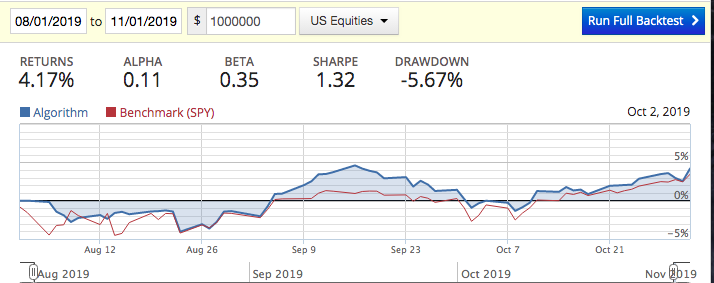 08/01/2019 to 11/01/2019 $ 1000000 US Equities Run Full Backtest
RETURNS ALPHA BETA SHARPE DRAWDOWN
4.17% 0.11 0.35 1.32 -5.67%
Algorithm Benchmark (SPY) Oct 2, 2019
5%
0%
-5%
Aug 12 Aug 26 Sep 9 Sep 23 Oct 7 Oct 21
Aug 2019 Sep 2019 Oct 2019 Nov 2019